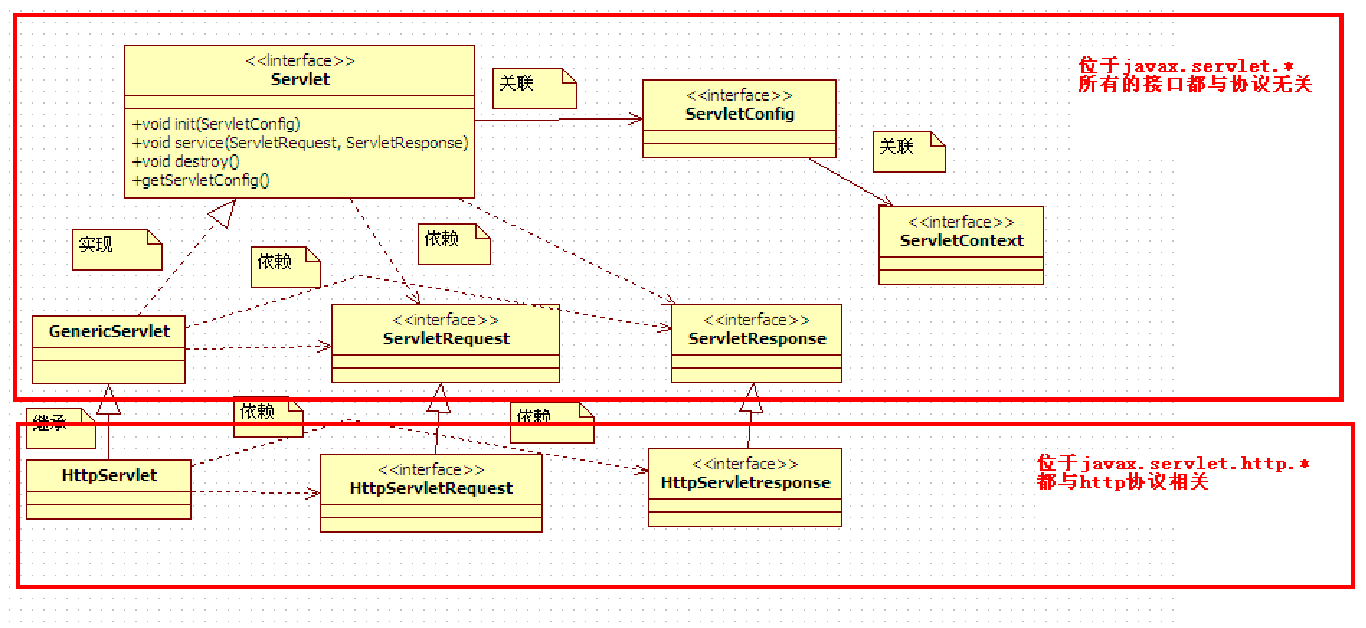 <<Iinterface>>
Servlet
+void init(ServletConfig)
+void service(ServletRequest, ServletResponse)
+void destroy()
+getServletConfig()
关联
<<interface>>
ServletConfig
位于javax.servlet.*
所有的接口都与协议无关
关联
<<interface>>
ServletContext
实现
依赖
依赖
GenericServlet
<<interface>>
ServletRequest
<<interface>>
ServletResponse
继承
依赖
依赖
HttpServlet
<<interface>>
HttpServletRequest
<<interface>>
HttpServletresponse
位于javax.servlet.http.*
都与http协议相关